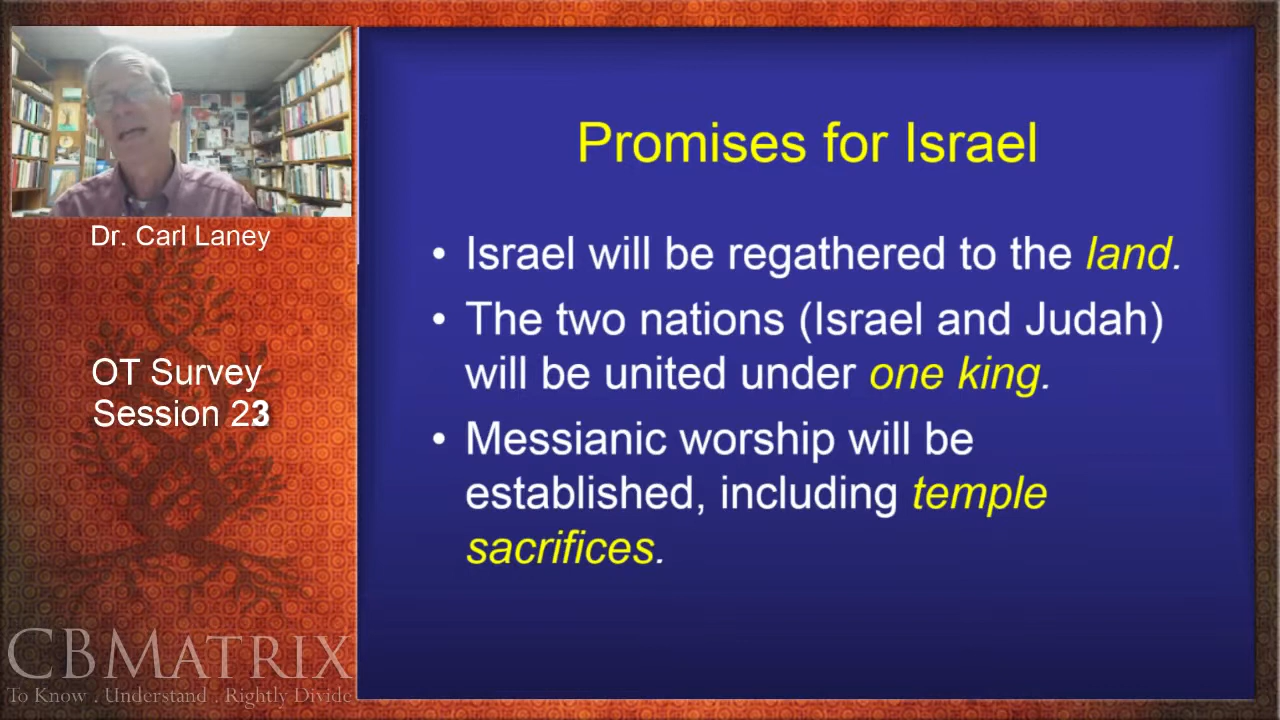 Dr. Carl Laney
OT Survey
Session 23
CBMATRIX
To Know . Understand . Rightly Divide
Promises for Israel
• Israel will be regathered to the land.
• The two nations (Israel and Judah)
will be united under one king.
• Messianic worship will be
established, including temple
sacrifices.